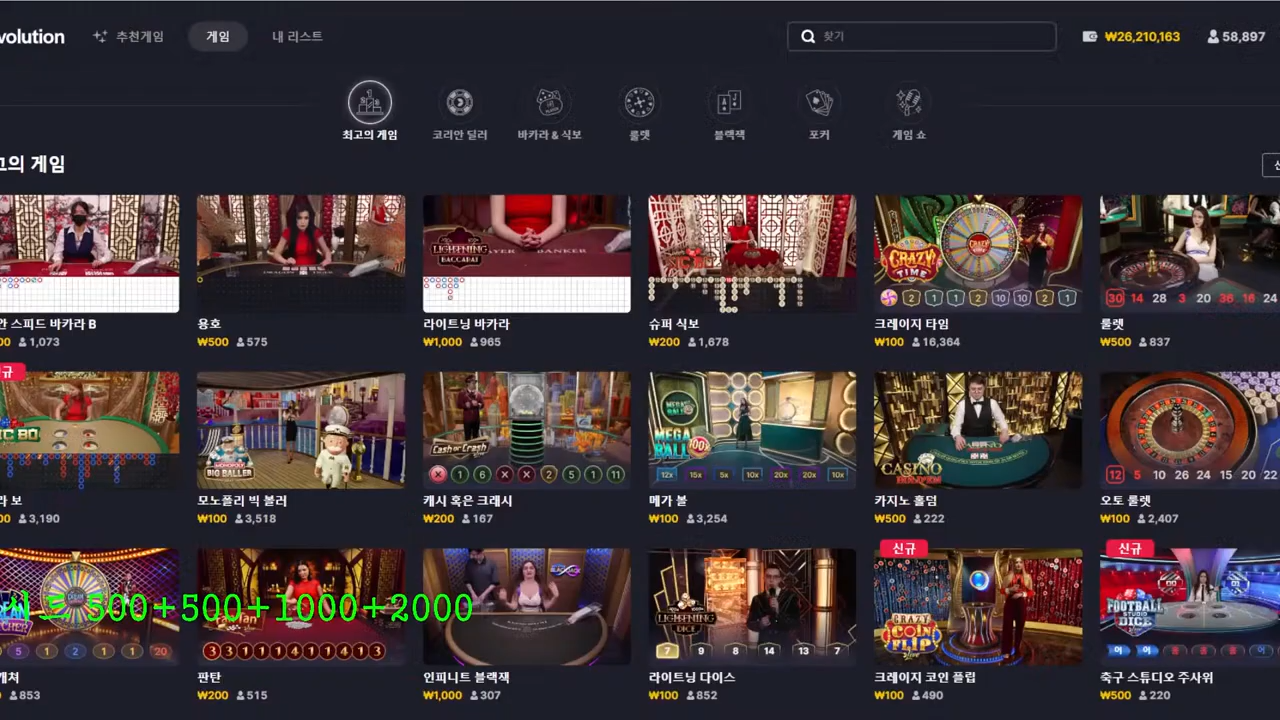 volution 추천게임 게임 내 리스트 찾기 ₩26,210,163 58,897
최고의 게임 코리안 딜러 바카라 & 식보 룰렛 블랙잭 포커 게임 쇼
고의 게임
LIGHTNING BACCARAT PLAYER BANKER
CRAZY TIME
2 1 1 2 10 10 2 1
30 14 28 3 20 36 16 24
스피드 바카라 B 용호 라이트닝 바카라 슈퍼 식보 크레이지 타임 룰렛
00 1,073 ₩500 575 ₩1,000 965 ₩200 1,678 ₩100 16,364 ₩500 837
규
IC BO
MONOPOLY BIG BALLER
Cash or Crash
1 6 2 5 1 11
MEGA BALL
MEGA BALL 100x
12x 15x 5x 10x 20x 20x 10x
CASINO HOLD'EM
12 5 10 26 24 15 20 22
보 모노폴리 빅 볼러 캐시 혹은 크래시 메가 볼 카지노 홀덤 오토 룰렛
00 3,190 ₩100 3,518 ₩200 167 ₩100 3,254 ₩500 222 ₩100 2,407
신규 신규
= 500+500+1000+2000
5 1 2 1 1 20
Fan Tan
3 3 1 1 1 4 1 1 4 1 3
BLACKJACK
LIGHTNING DICE
7 9 8 14 13 7
CRAZY COIN FLIP
FOOTBALL STUDIO DICE
캐쳐 판탄 인피니트 블랙잭 라이트닝 다이스 크레이지 코인 플립 축구 스튜디오 주사위
853 ₩200 515 ₩1,000 307 ₩100 852 ₩100 490 ₩500 220